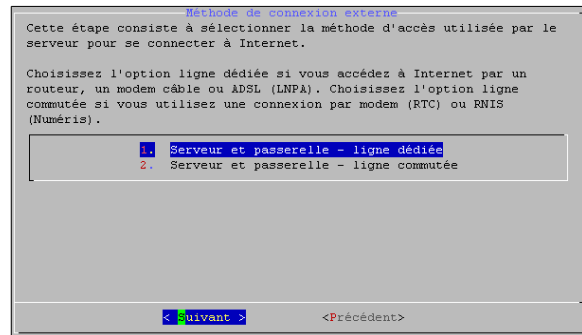 Méthode de connexion externe
Cette étape consiste à sélectionner la méthode d'accès utilisée par le
serveur pour se connecter à Internet.
Choisissez l'option ligne dédiée si vous accédez à Internet par un
routeur, un modem câble ou ADSL (LNPA). Choisissez l'option ligne
commutée si vous utilisez une connexion par modem (RTC) ou RNIS
(Numéris).
1. Serveur et passerelle - ligne dédiée
2. Serveur et passerelle - ligne commutée
< Suivant > <Précédent>